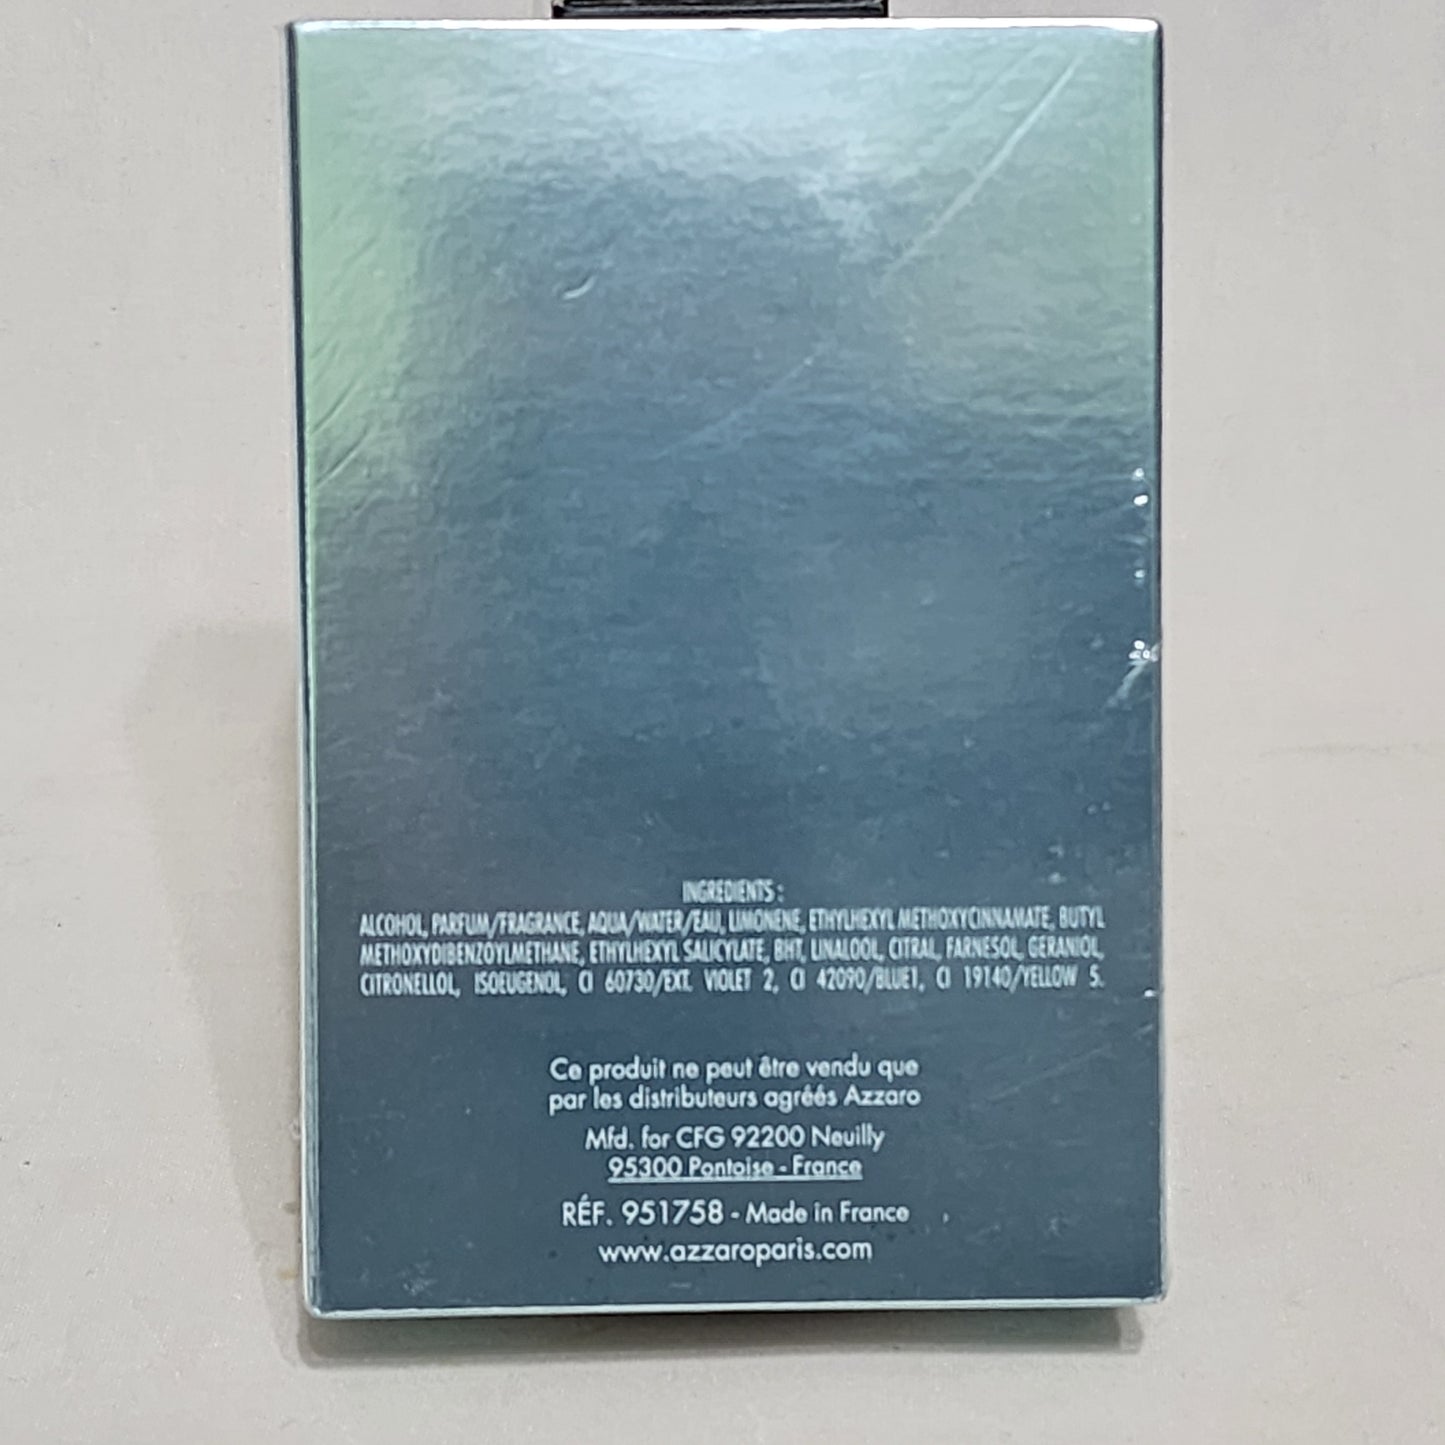 INGREDIENTS :
ALCOHOL, PARFUM/FRAGRANCE, AQUA/WATER/EAU, LIMONENE, ETHYLHEXYL METHOXYCINNAMATE, BUTYL
METHOXYDIBENZOYLMETHANE, ETHYLHEXYL SALICYLATE, BHT, LINALOOL, CITRAL, FARNESOL, GERANIOL,
CITRONELLOL, ISOEUGENOL, CI 60730/EXT. VIOLET 2, CI 42090/BLUE1, CI 19140/YELLOW 5.
Ce produit ne peut être vendu que
par les distributeurs agréés Azzaro
Mfd. for CFG 92200 Neuilly
95300 Pontoise - France
RÉF. 951758 - Made in France
www.azzaroparis.com